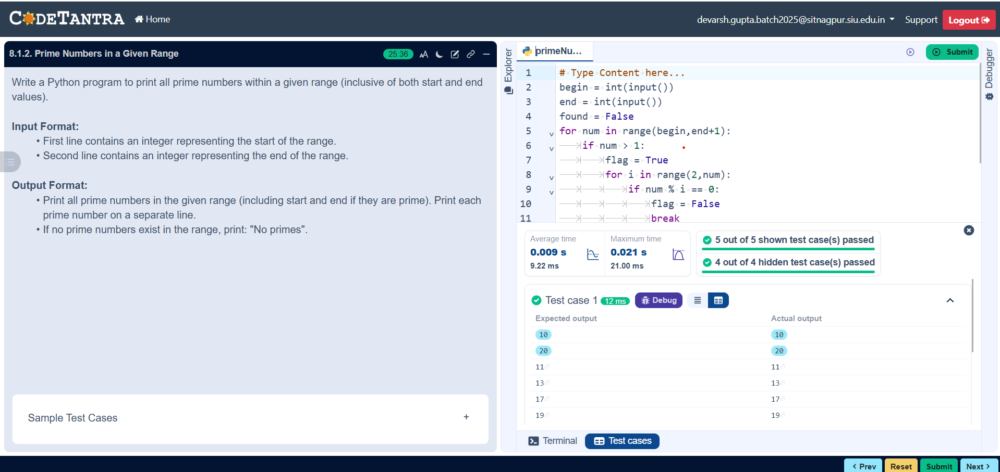 CODETANTRA
Home
devarsh.gupta.batch2025@sitnagpur.siu.edu.in
Support
Logout
8.1.2. Prime Numbers in a Given Range
25:36
AA
Write a Python program to print all prime numbers within a given range (inclusive of both start and end
values).
Input Format:
• First line contains an integer representing the start of the range.
• Second line contains an integer representing the end of the range.
Output Format:
• Print all prime numbers in the given range (including start and end if they are prime). Print each
prime number on a separate line.
• If no prime numbers exist in the range, print: "No primes".
Sample Test Cases
+
Explorer
primeNu...
Submit
Debugger
1 # Type Content here...
2 begin = int(input())
3 end = int(input())
4 found = False
5 for num in range(begin,end+1):
6 if num > 1:
7 flag = True
8 for i in range(2,num):
9 if num % i == 0:
10 flag = False
11 break
Average time
0.009 s
9.22 ms
Maximum time
0.021 s
21.00 ms
5 out of 5 shown test case(s) passed
4 out of 4 hidden test case(s) passed
Test case 1 12 ms Debug
Expected output Actual output
10 10
20 20
11 11
13 13
17 17
19 19
Terminal
Test cases
< Prev
Reset
Submit
Next >